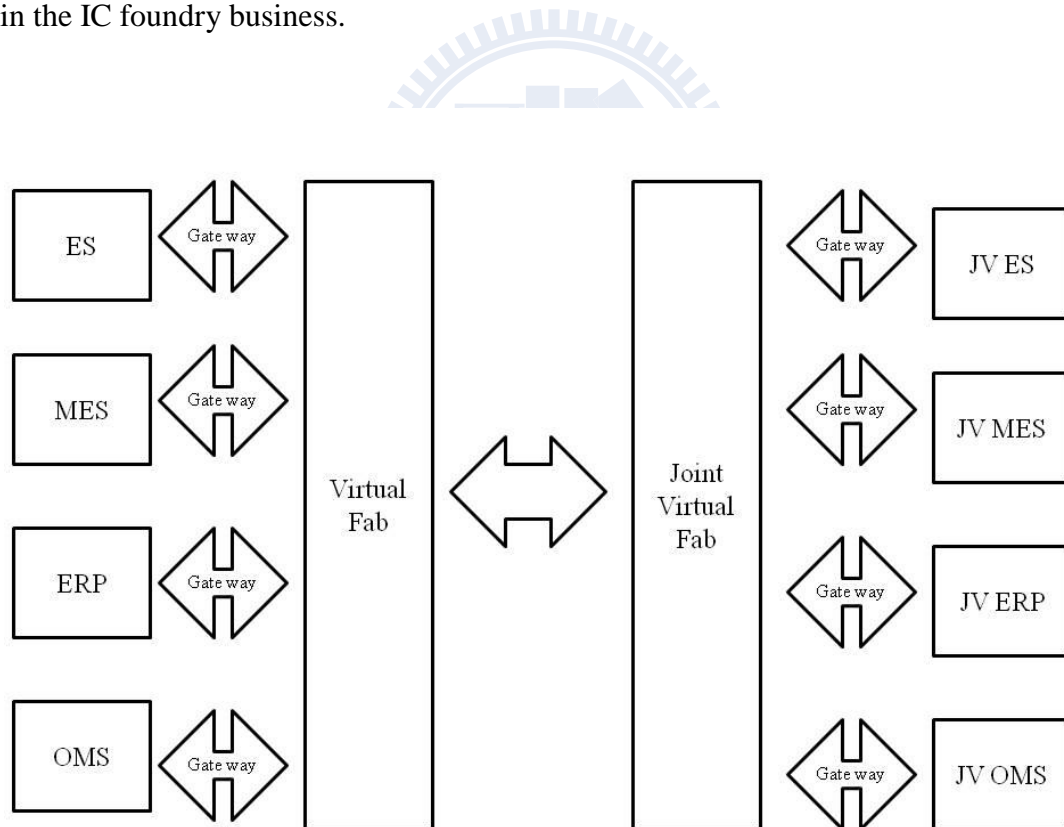 in the IC foundry business.
ES
Gate way
Gate way
JV ES
MES
Gate way
Gate way
JV MES
Virtual
Fab
Joint
Virtual
Fab
ERP
Gate way
Gate way
JV ERP
OMS
Gate way
Gate way
JV OMS